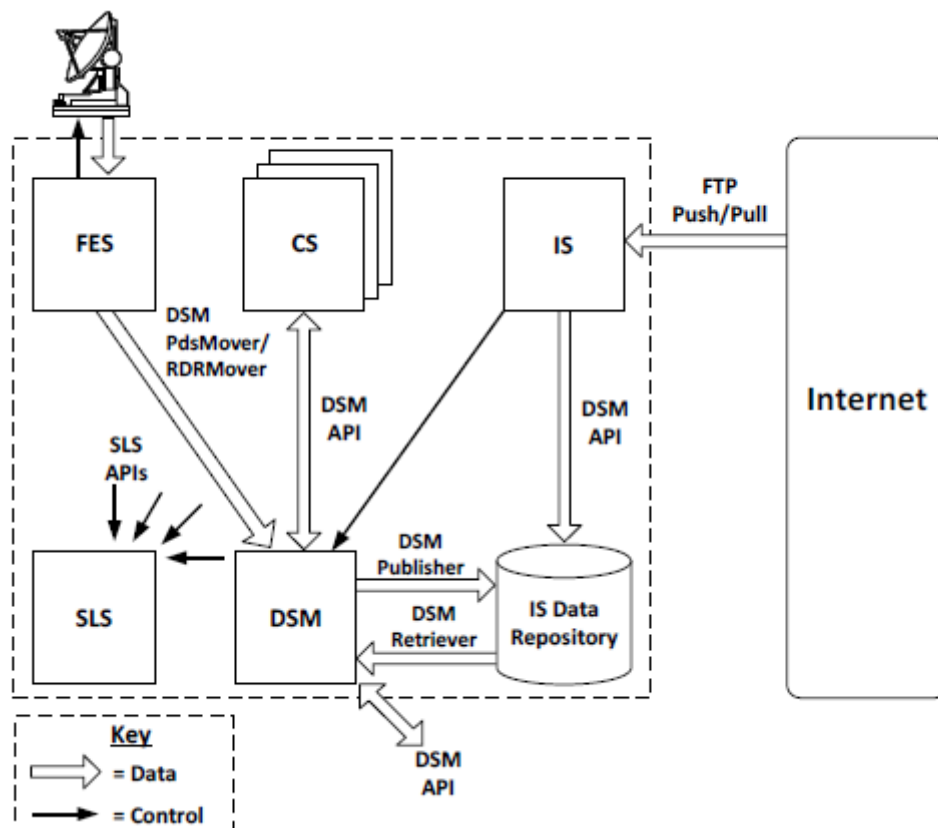 FTP
Push/Pull
FES
CS
IS
DSM
PdsMover/
RDRMover
Internet
DSM
API
DSM
API
SLS
APIs
DSM
Publisher
SLS
DSM
IS Data
Repository
DSM
Retriever
DSM
API
Key
= Data
= Control